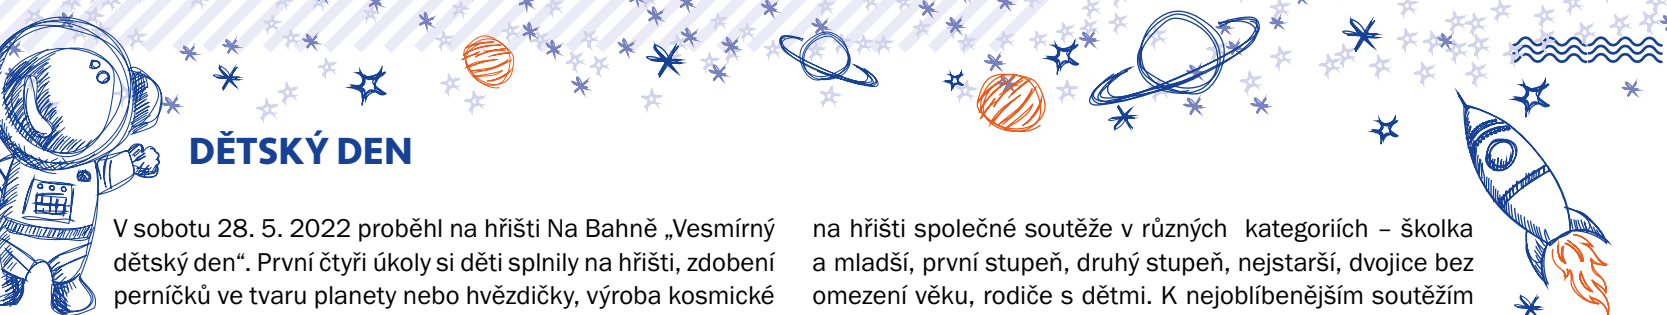 DĚTSKÝ DEN
V sobotu 28. 5. 2022 proběhl na hřišti Na Bahně „Vesmírný
dětský den“. První čtyři úkoly si děti splnily na hřišti, zdobení
perníčků ve tvaru planety nebo hvězdičky, výroba kosmické
na hřišti společné soutěže v různých kategoriích – školka
a mladší, první stupeň, druhý stupeň, nejstarší, dvojice bez
omezení věku, rodiče s dětmi. K nejoblíbenějším soutěžím